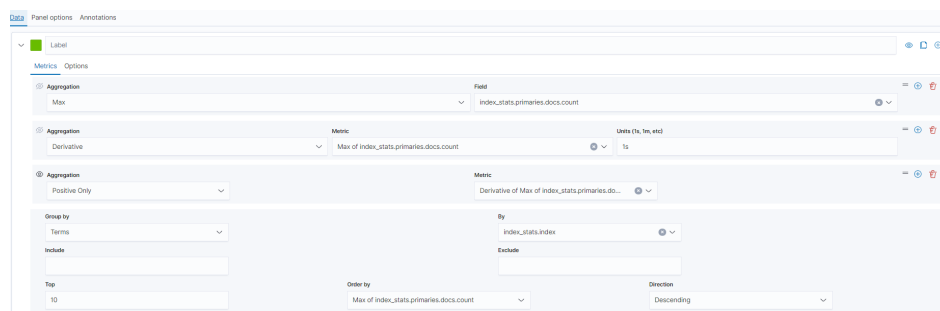 Data Panel options Annotations
Label
Metrics Options
Aggregation Field
Max index_stats.primaries.docs.count
Aggregation Metric Units (1s, 1m, etc)
Derivative Max of index_stats.primaries.docs.count 1s
Aggregation Metric
Positive Only Derivative of Max of index_stats.primaries.do...
Group by By
Terms index_stats.index
Include Exclude
Top Order by Direction
10 Max of index_stats.primaries.docs.count Descending